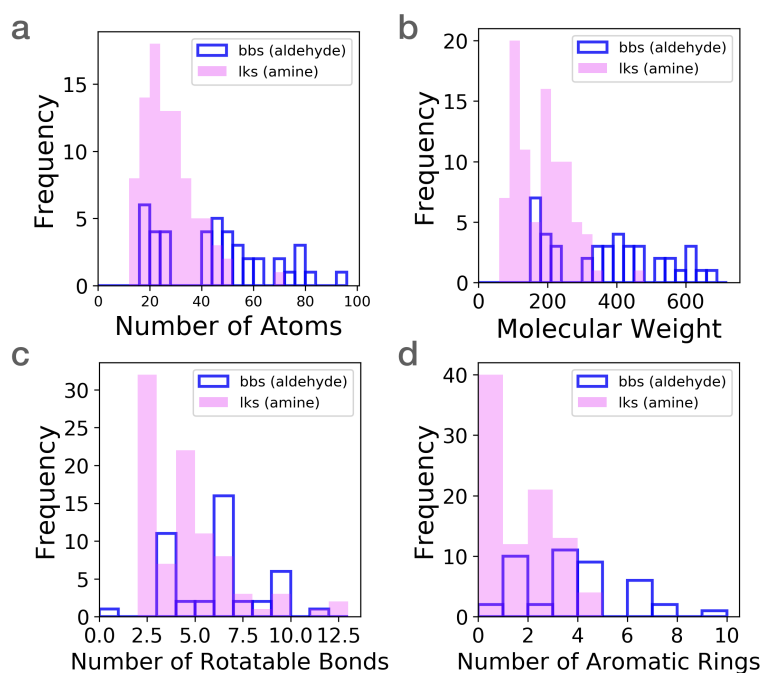 a
bbs (aldehyde)
lks (amine)
Frequency
15
10
5
0
0 20 40 60 80 100
Number of Atoms
b
bbs (aldehyde)
lks (amine)
Frequency
20
15
10
5
0
0 200 400 600
Molecular Weight
c
bbs (aldehyde)
lks (amine)
Frequency
30
25
20
15
10
5
0
0.0 2.5 5.0 7.5 10.0 12.5
Number of Rotatable Bonds
d
bbs (aldehyde)
lks (amine)
Frequency
40
30
20
10
0
0 2 4 6 8 10
Number of Aromatic Rings